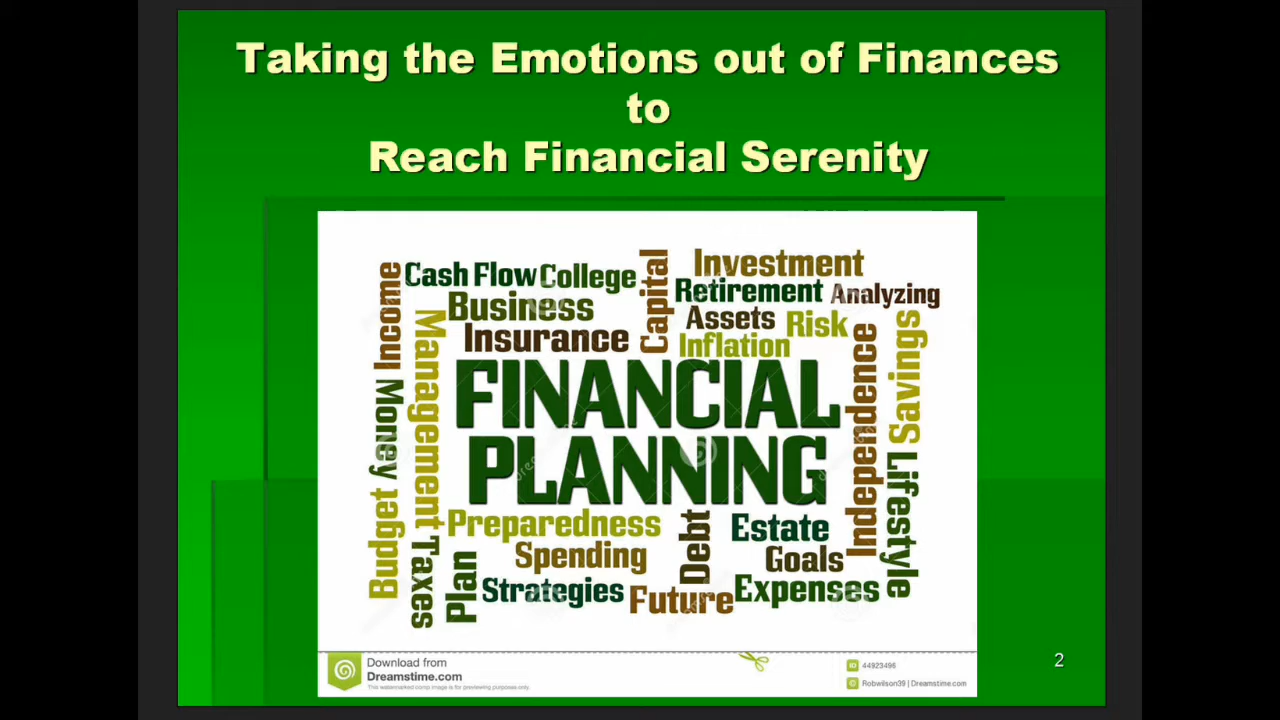 Taking the Emotions out of Finances
to
Reach Financial Serenity
Income
Cash Flow
College
Capital
Investment
Retirement
Analyzing
Business
Assets
Risk
Insurance
Inflation
Management
Money
FINANCIAL
PLANNING
Independence
Savings
Lifestyle
Budget
Taxes
Plan
Preparedness
Debt
Estate
Spending
Goals
Strategies
Future
Expenses
Download from
Dreamstime.com
This watermarked comp image is for previewing purposes only.
ID 44923496
Robwilson39 | Dreamstime.com
2